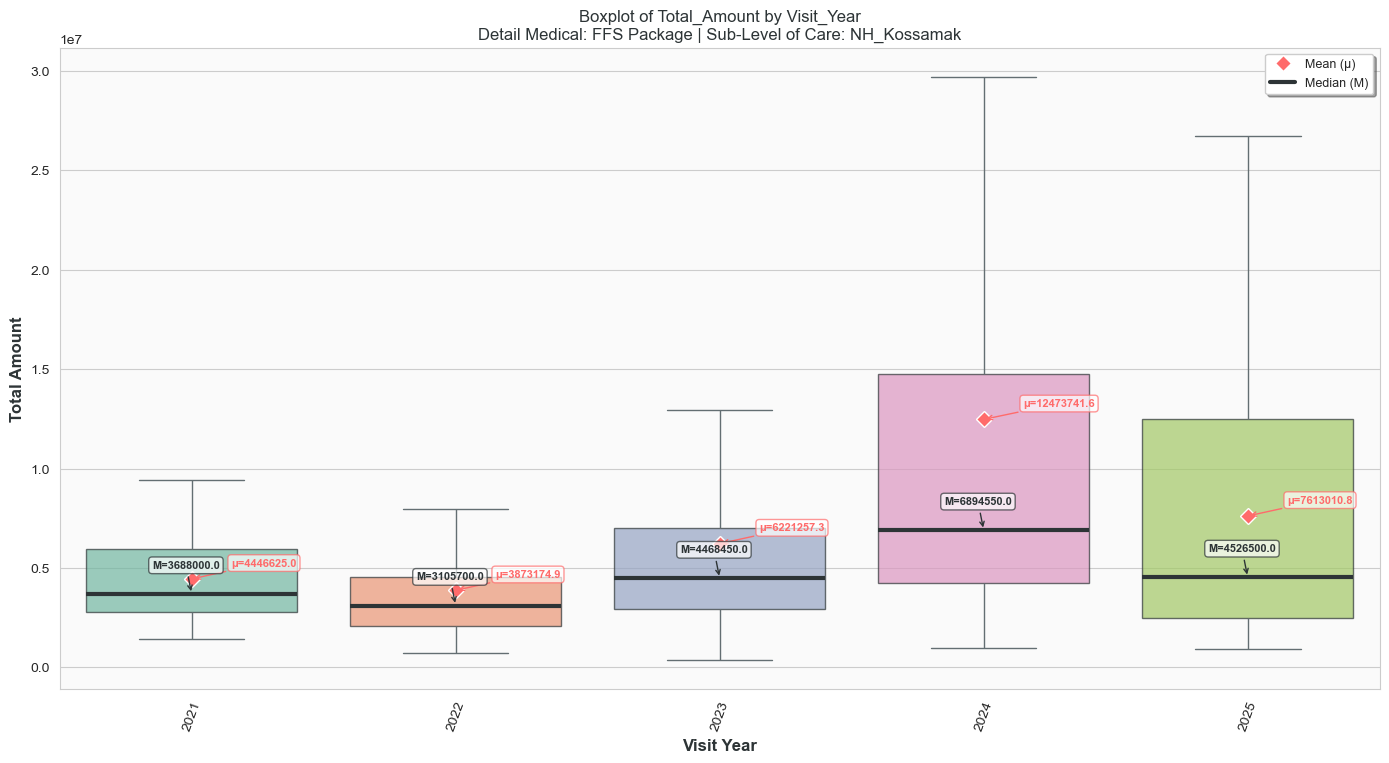 Boxplot of Total_Amount by Visit_Year
Detail Medical: FFS Package | Sub-Level of Care: NH_Kossamak
1e7
3.0
2.5
2.0
1.5
1.0
0.5
0.0
Total Amount
Mean (μ)
Median (M)
M=3688000.0
μ=4446625.0
M=3105700.0
μ=3873174.9
M=4468450.0
μ=6221257.3
M=6894550.0
μ=12473741.6
M=4526500.0
μ=7613010.8
2021
2022
2023
2024
2025
Visit Year